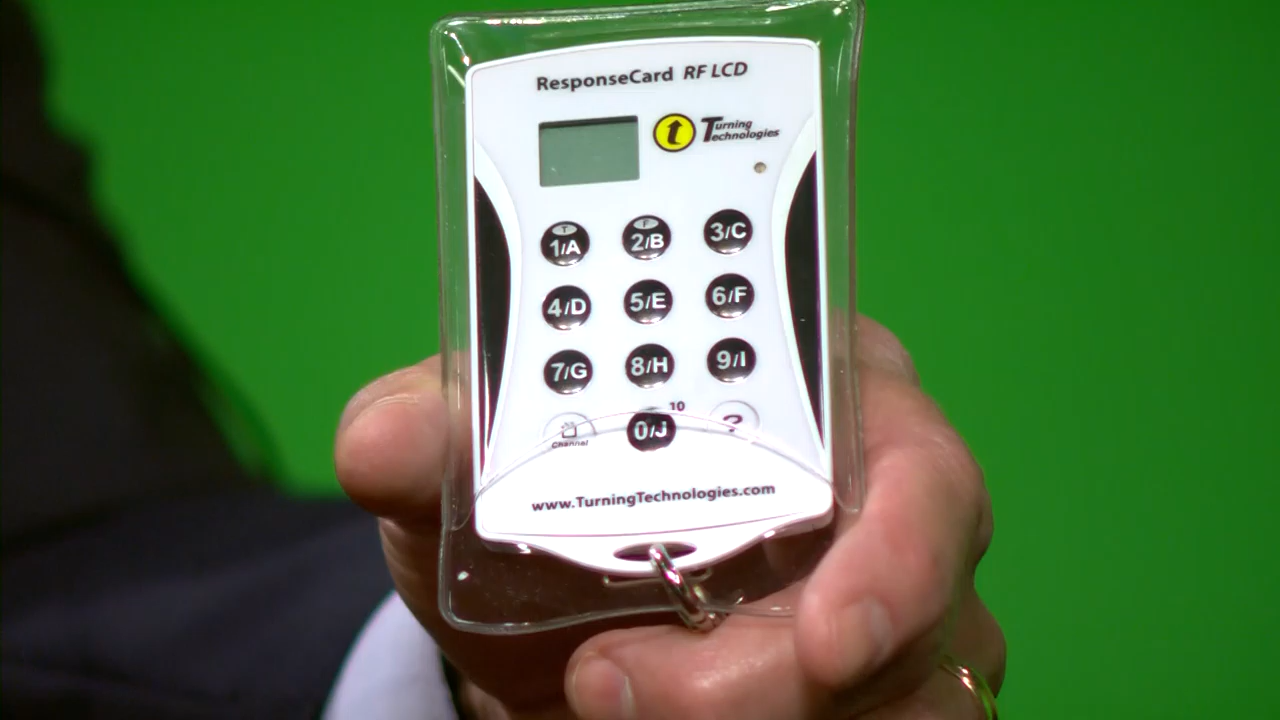 ResponseCard RF LCD
t Turning
Technologies
T F
1/A 2/B 3/C
4/D 5/E 6/F
7/G 8/H 9/I
10
Channel 0/J ?
www.TurningTechnologies.com